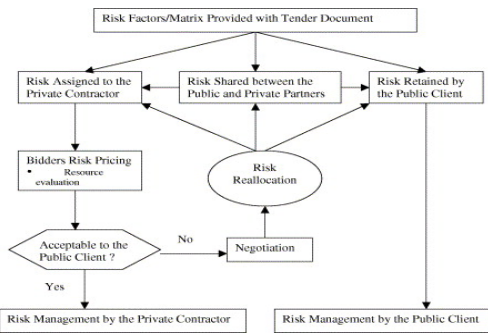 Risk Factors/Matrix Provided with Tender Document
Risk Assigned to the
Private Contractor
Risk Shared between the
Public and Private Partners
Risk Retained by
the Public Client
Bidders Risk Pricing
• Resource
evaluation
Risk
Reallocation
Acceptable to the
Public Client ?
No
Negotiation
Yes
Risk Management by the Private Contractor
Risk Management by the Public Client